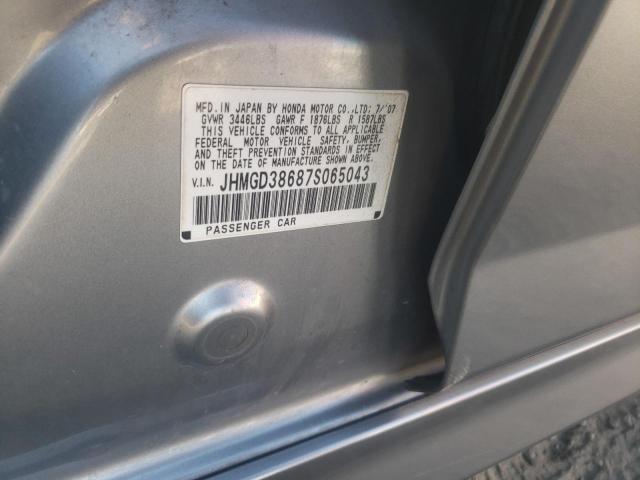 MFD.IN JAPAN BY HONDA MOTOR CO.,LTD: 7/'07
GVWR 3446LBS GAWR F 1876LBS R 1587LBS
THIS VEHICLE CONFORMS TO ALL APPLICABLE
FEDERAL MOTOR VEHICLE SAFETY, BUMPER,
AND THEFT PREVENTION STANDARDS IN EFFECT
ON THE DATE OF MANUFACTURE SHOWN ABOVE.
V.I.N. JHMGD38687S065043
PASSENGER CAR